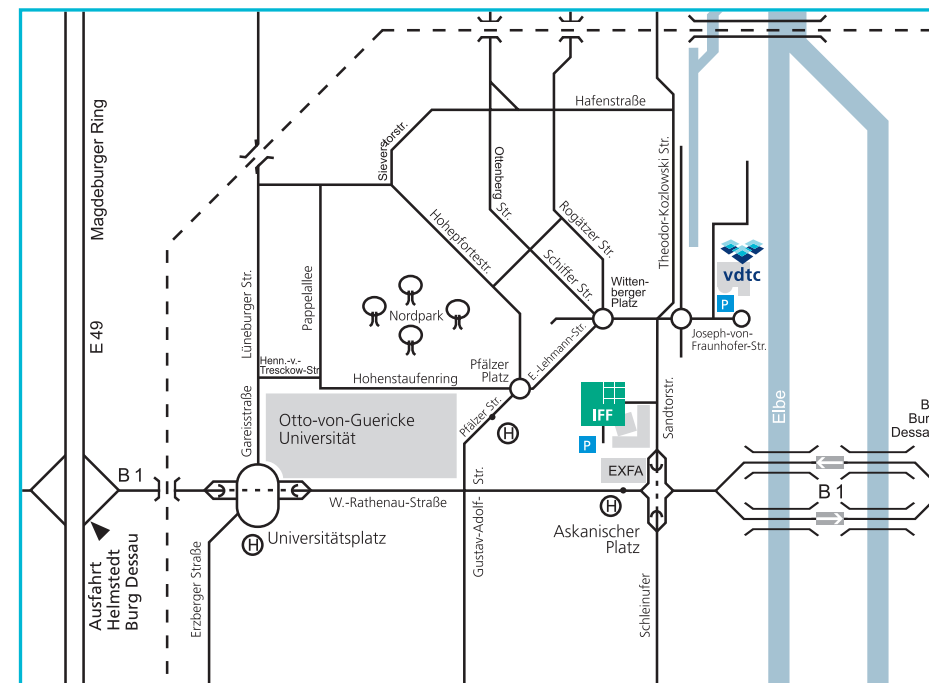 Magdeburger Ring
E 49
Hafenstraße
Sieverstorstr.
Ottenberg Str.
Theodor-Kozlowski Str.
Rogätzer Str.
Hohepfortestr.
Schiffer Str.
Lüneburger Str.
Pappelallee
Nordpark
Witten-
berger
Platz
vdtc
P
Joseph-von-
Fraunhofer-Str.
Henn.-v.-
Tresckow-Str
Hohenstaufenring
Pfälzer
Platz
E.-Lehmann-Str.
Gareisstraße
Otto-von-Guericke
Universität
Pfälzer Str.
H
IFF
P
Sandtorstr.
Elbe
B
Bur
Dessa
EXFA
B 1
W.-Rathenau-Straße
Gustav-Adolf- Str.
H
Askanischer
Platz
B 1
H
Universitätsplatz
Ausfahrt
Helmstedt
Burg Dessau
Erzberger Straße
Schleinufer